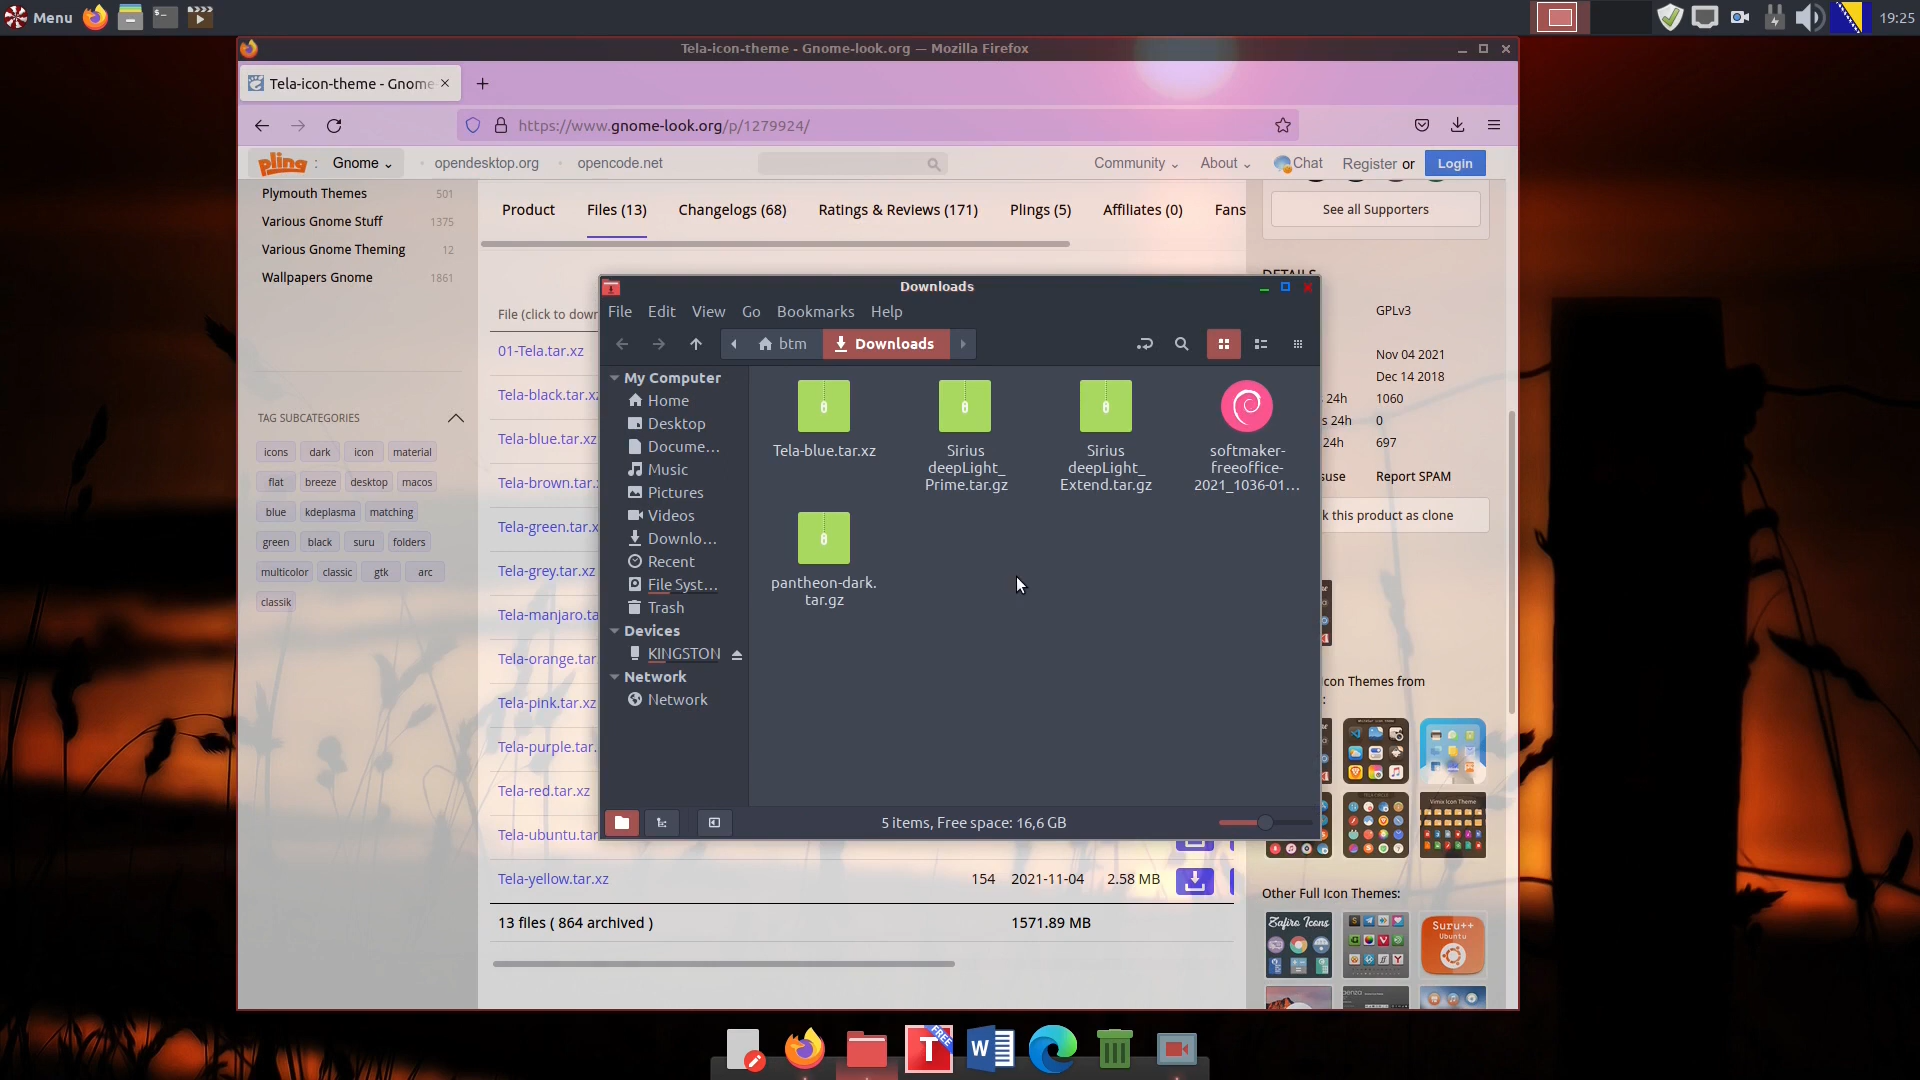 Menu
19:25
Tela-icon-theme - Gnome-look.org — Mozilla Firefox
Tela-icon-theme - Gnome-
https://www.gnome-look.org/p/1279924/
pling :
Gnome
opendesktop.org
opencode.net
Community
About
Chat
Register or
Login
Plymouth Themes 501
Various Gnome Stuff 1375
Various Gnome Theming 12
Wallpapers Gnome 1861
TAG SUBCATEGORIES
icons dark icon material
flat breeze desktop macos
blue kdeplasma matching
green black suru folders
multicolor classic gtk arc
classik
Product
Files (13)
Changelogs (68)
Ratings & Reviews (171)
Plings (5)
Affiliates (0)
Fans
File (click to down
01-Tela.tar.xz
Tela-black.tar.xz
Tela-blue.tar.xz
Tela-brown.tar.
Tela-green.tar.x
Tela-grey.tar.xz
Tela-manjaro.ta
Tela-orange.tar
Tela-pink.tar.xz
Tela-purple.tar.
Tela-red.tar.xz
Tela-ubuntu.tar
Tela-yellow.tar.xz 154 2021-11-04 2.58 MB
13 files ( 864 archived ) 1571.89 MB
Downloads
File Edit View Go Bookmarks Help
btm
Downloads
My Computer
Home
Desktop
Docume...
Music
Pictures
Videos
Downlo...
Recent
File Syst...
Trash
Devices
KINGSTON
Network
Network
Tela-blue.tar.xz
Sirius
deepLight_
Prime.tar.gz
Sirius
deepLight_
Extend.tar.gz
softmaker-
freeoffice-
2021_1036-01...
pantheon-dark.
tar.gz
5 items, Free space: 16,6 GB
See all Supporters
DETAILS
GPLv3
Nov 04 2021
Dec 14 2018
24h 1060
s 24h 0
24h 697
suse Report SPAM
k this product as clone
con Themes from
:
Vimix Icon Theme
Other Full Icon Themes:
Zafiro Icons
Suru++
Ubuntu
FREE
T
W